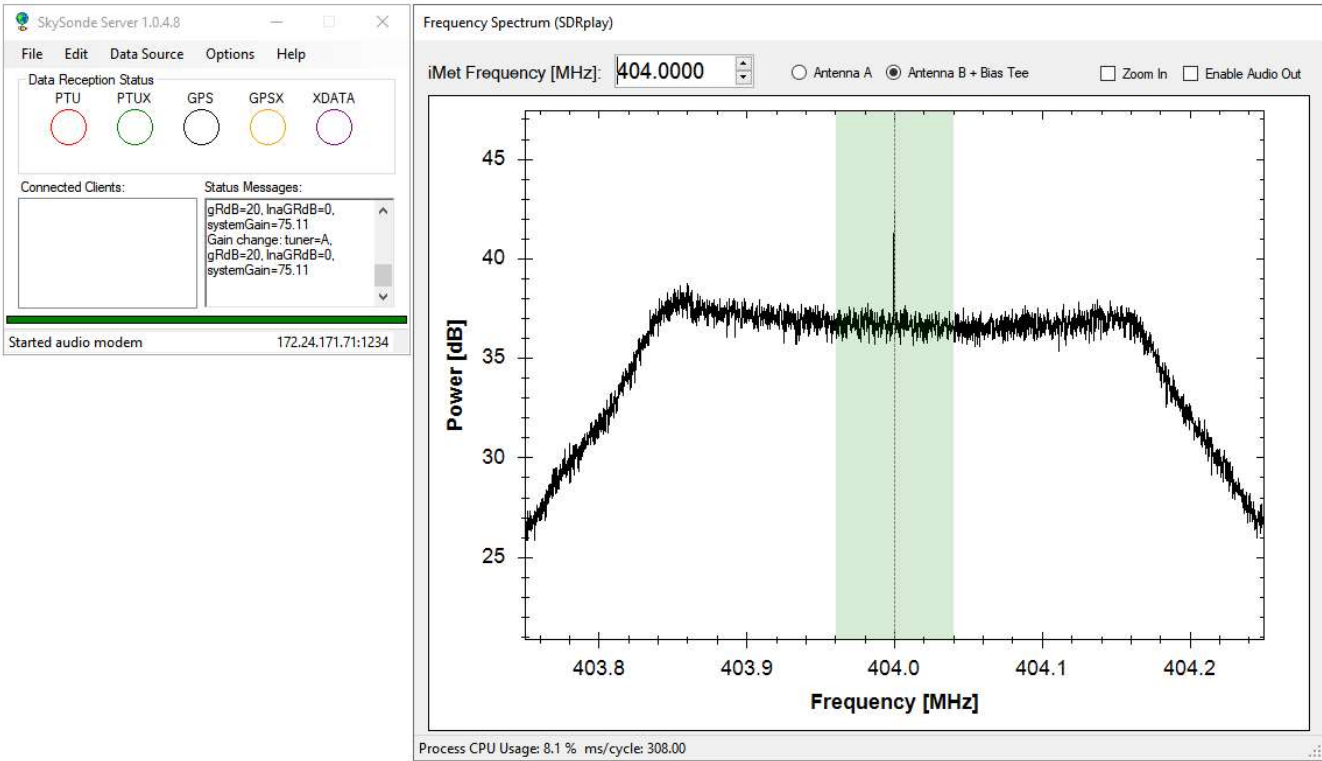 SkySonde Server 1.0.4.8
File Edit Data Source Options Help
Data Reception Status
PTU PTUX GPS GPSX XDATA
Connected Clients:
Status Messages:
gRdB=20, lnaGRdB=0,
systemGain=75.11
Gain change: tuner=A,
gRdB=20, lnaGRdB=0,
systemGain=75.11
Started audio modem 172.24.171.71:1234
Frequency Spectrum (SDRplay)
iMet Frequency [MHz]: 404.0000 Antenna A Antenna B + Bias Tee Zoom In Enable Audio Out
45
40
35
30
25
Power [dB]
403.8 403.9 404.0 404.1 404.2
Frequency [MHz]
Process CPU Usage: 8.1 % ms/cycle: 308.00